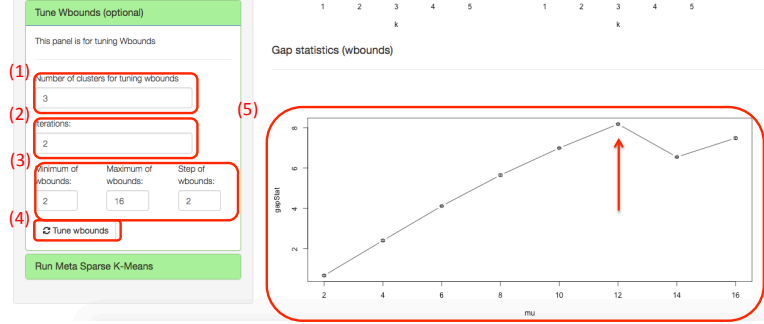 Tune Wbounds (optional)
This panel is for tuning Wbounds
(1)
Number of clusters for tuning wbounds
3
(2)
Iterations:
2
(3)
Minimum of wbounds:
Maximum of wbounds:
Step of wbounds:
2
16
2
(4)
Tune wbounds
Run Meta Sparse K-Means
1 2 3 4 5
k
1 2 3 4 5
k
Gap statistics (wbounds)
(5)
8
6
4
2
gapStat
2 4 6 8 10 12 14 16
mu